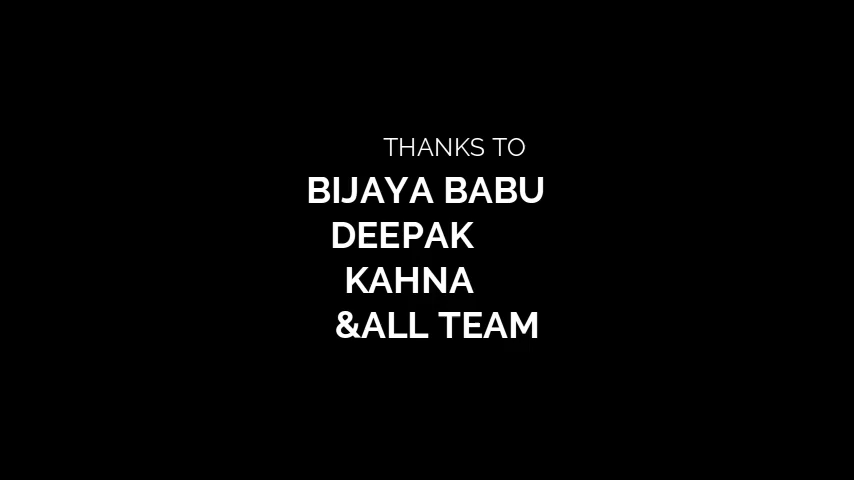 THANKS TO
BIJAYA BABU
DEEPAK
KAHNA
&ALL TEAM